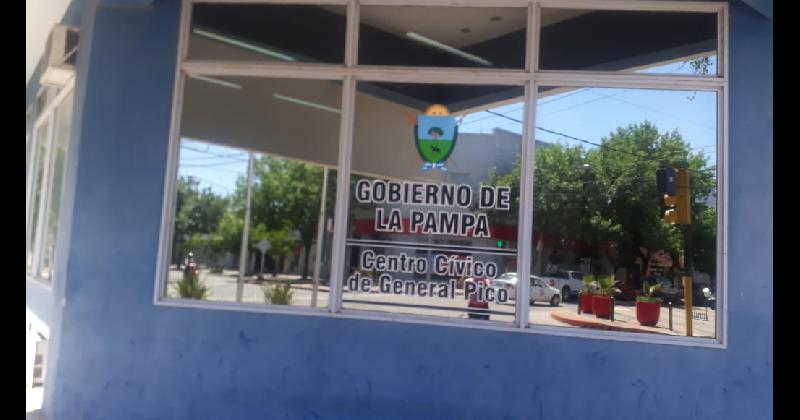 GOBIERNO DE
LA PAMPA
Centro Cívico
de General Pico